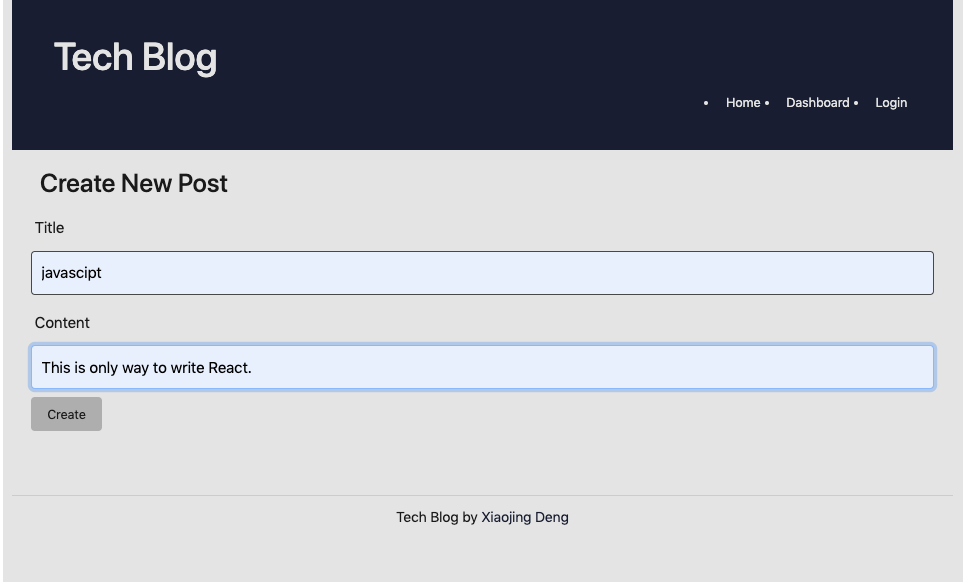 Tech Blog
• Home • Dashboard • Login
Create New Post
Title
javascipt
Content
This is only way to write React.
Create
Tech Blog by Xiaojing Deng